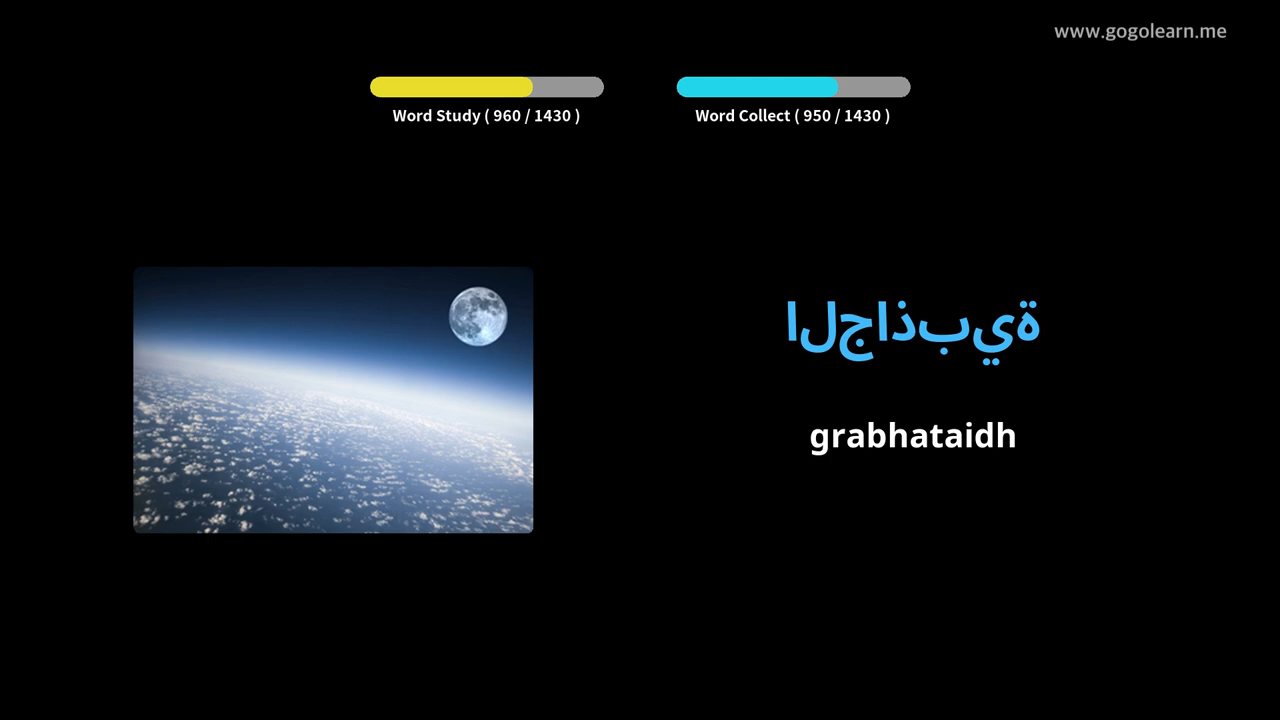 www.gogolearn.me
Word Study ( 960 / 1430 )
Word Collect ( 950 / 1430 )
الجاذبية
grabhataidh